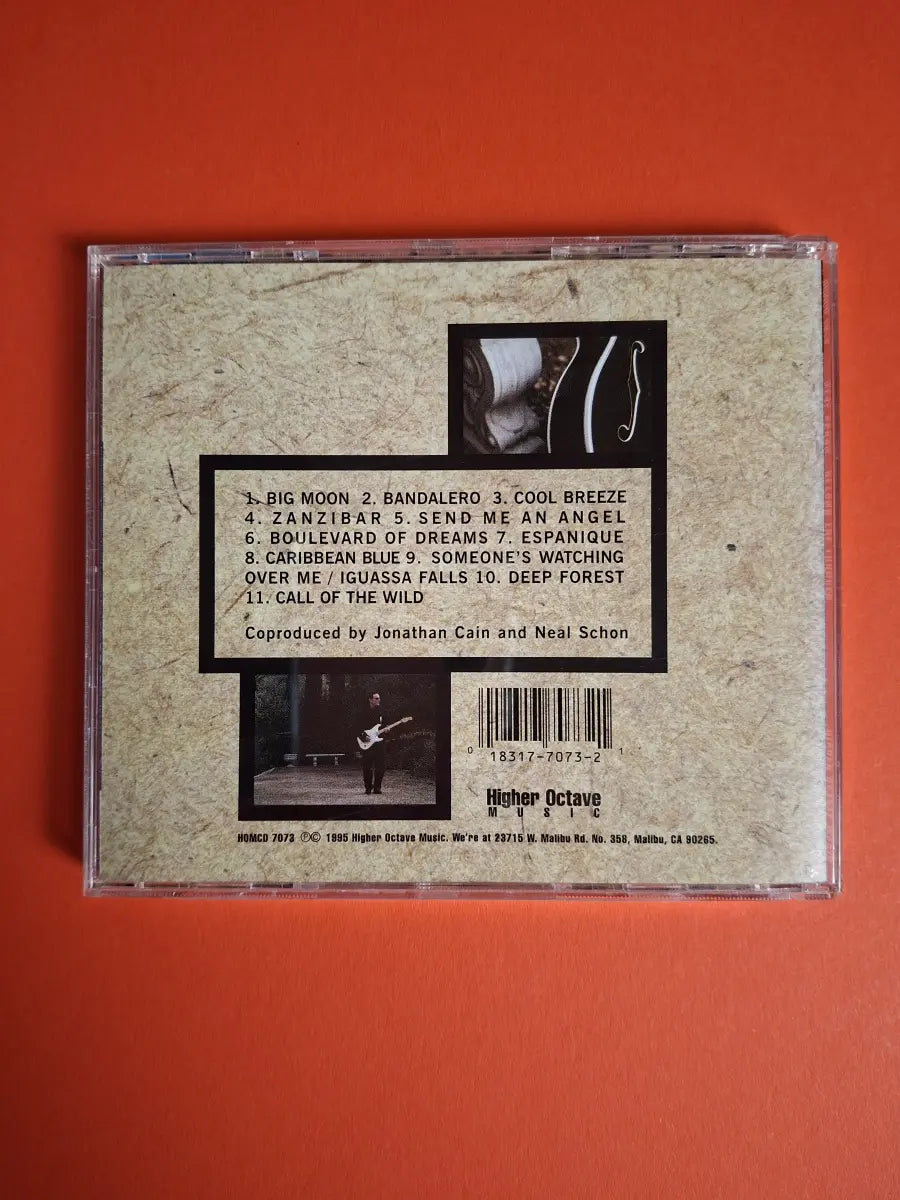 1. BIG MOON 2. BANDALERO 3. COOL BREEZE
4. ZANZIBAR 5. SEND ME AN ANGEL
6. BOULEVARD OF DREAMS 7. ESPANIQUE
8. CARIBBEAN BLUE 9. SOMEONE'S WATCHING
OVER ME / IGUASSA FALLS 10. DEEP FOREST
11. CALL OF THE WILD
Coproduced by Jonathan Cain and Neal Schon
0 18317-7073-2 1
Higher Octave
MUSIC
HOMCD 7073 ℗© 1995 Higher Octave Music. We're at 23715 W. Malibu Rd. No. 358, Malibu, CA 90265.